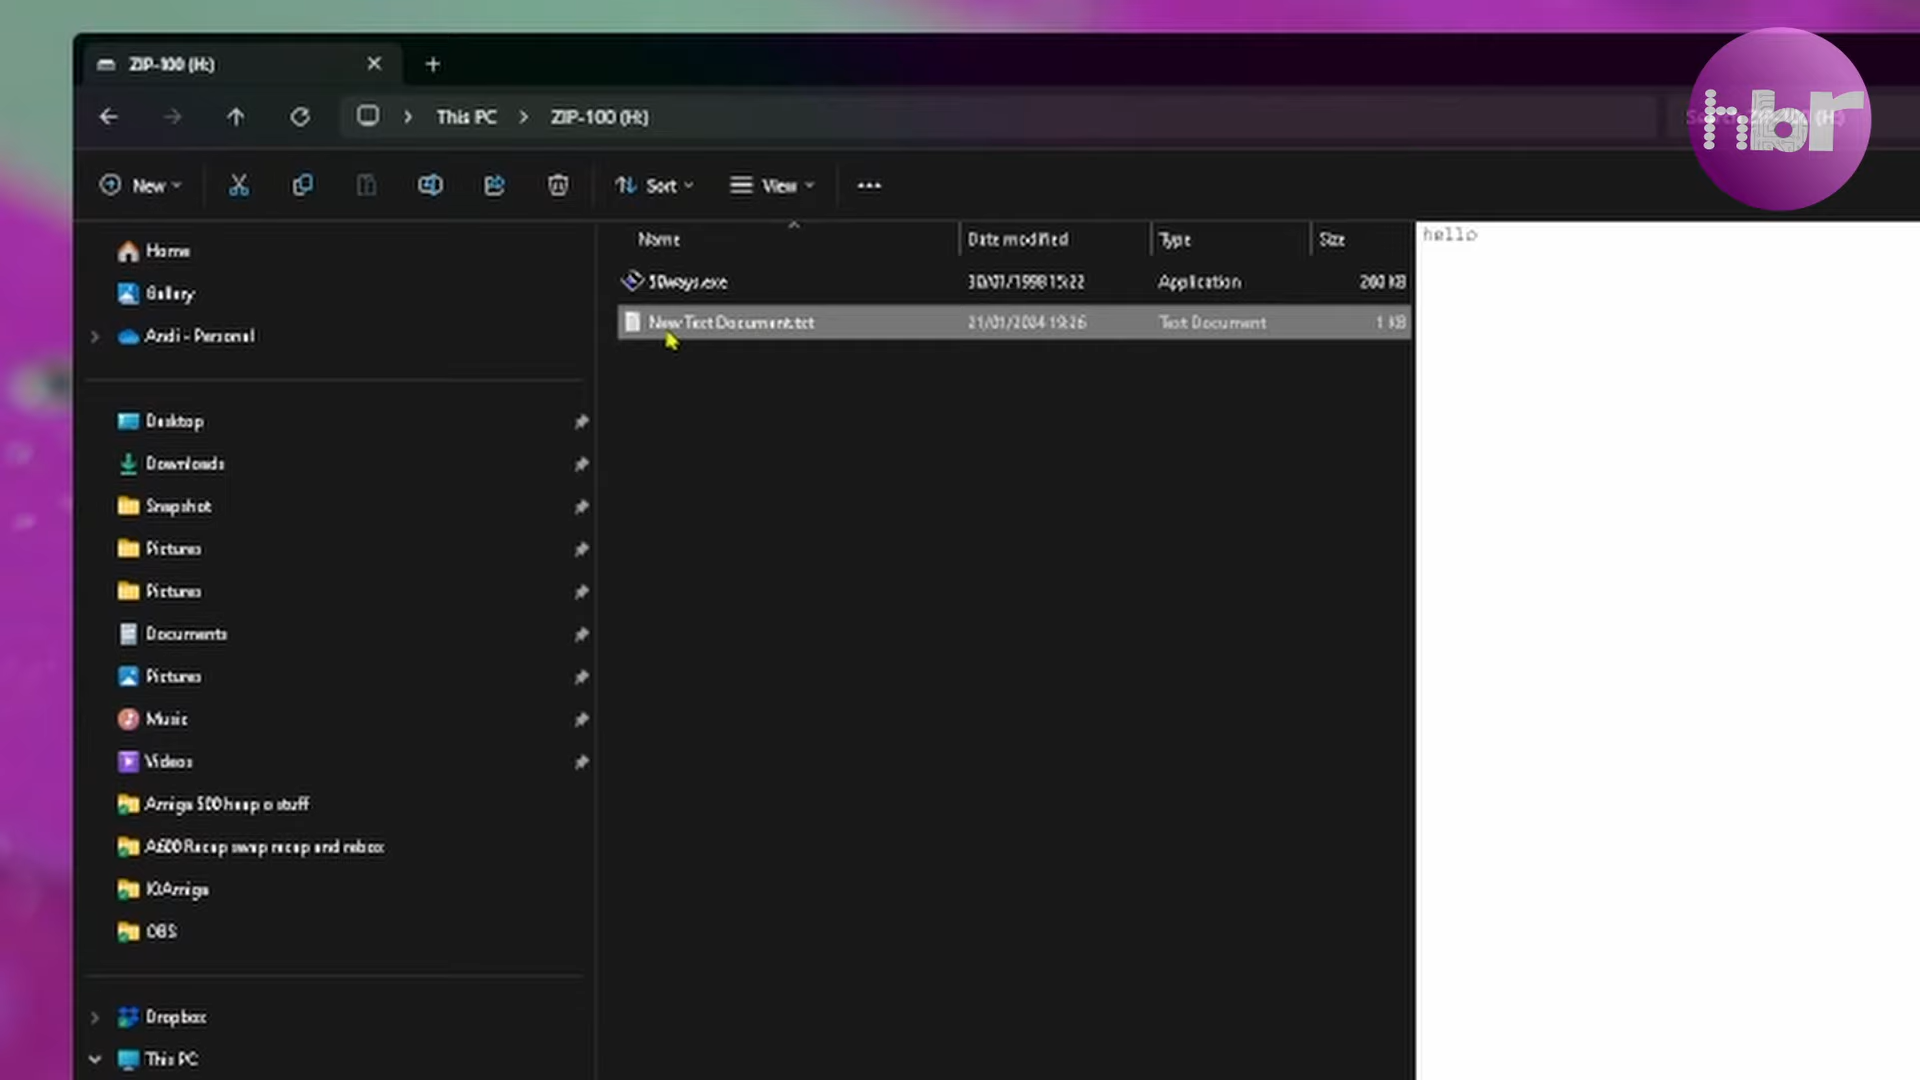 ZIP-100 (H:)
This PC
ZIP-100 (H:)
hbr
New
Sort
View
Name
Date modified
Type
Size
hello
50ways.exe
30/01/1998 15:22
Application
260 KB
New Text Document.txt
21/01/2024 19:26
Text Document
1 KB
Home
Gallery
Andi - Personal
Desktop
Downloads
Snapshot
Pictures
Pictures
Documents
Pictures
Music
Videos
Amiga 500 heap o stuff
A600 Recap swap recap and rebox
OBS
Dropbox
This PC